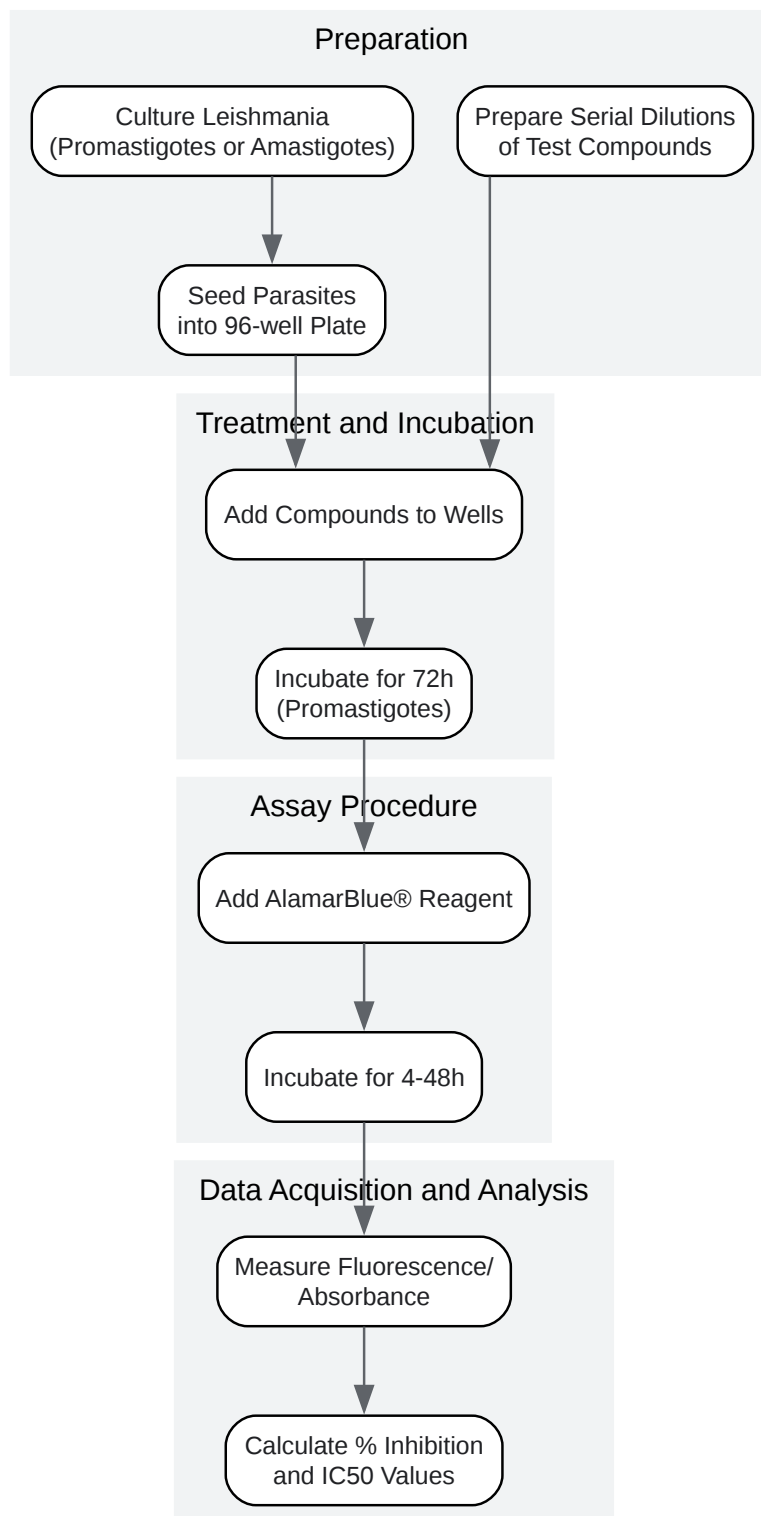 Preparation
Culture Leishmania
(Promastigotes or Amastigotes)
Prepare Serial Dilutions
of Test Compounds
Seed Parasites
into 96-well Plate
Treatment and Incubation
Add Compounds to Wells
Incubate for 72h
(Promastigotes)
Assay Procedure
Add AlamarBlue® Reagent
Incubate for 4-48h
Data Acquisition and Analysis
Measure Fluorescence/
Absorbance
Calculate % Inhibition
and IC50 Values